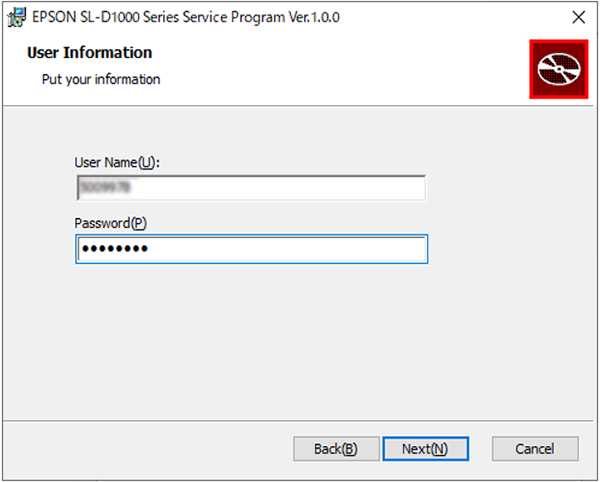 EPSON SL-D1000 Series Service Program Ver.1.0.0
User Information
Put your information
User Name(U):
Password(P)
••••••••
Back(B)
Next(N)
Cancel